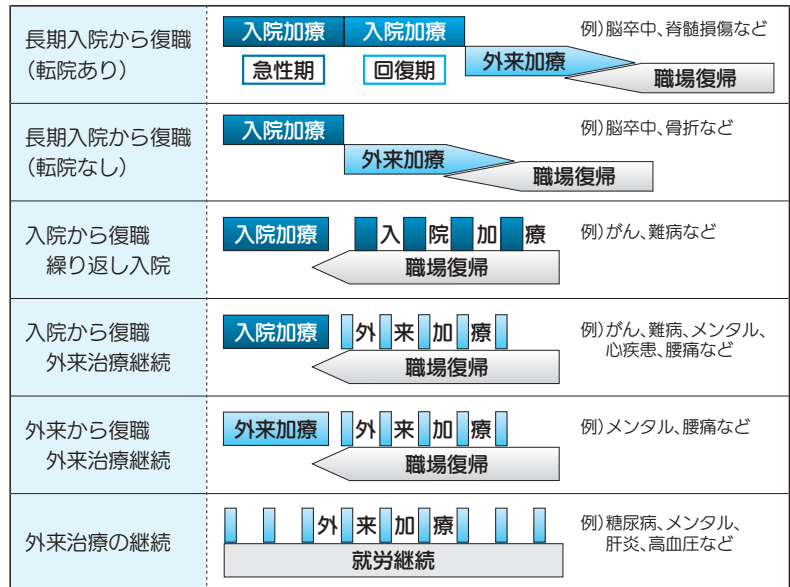 長期入院から復職
(転院あり)
入院加療 入院加療
急性期 回復期
外来加療
職場復帰
例)脳卒中、脊髄損傷など
長期入院から復職
(転院なし)
入院加療
外来加療
職場復帰
例)脳卒中、骨折など
入院から復職
繰り返し入院
入院加療
入院加療
職場復帰
例)がん、難病など
入院から復職
外来治療継続
入院加療
外来加療
職場復帰
例)がん、難病、メンタル、
心疾患、腰痛など
外来から復職
外来治療継続
外来加療
外来加療
職場復帰
例)メンタル、腰痛など
外来治療の継続
外来加療
就労継続
例)糖尿病、メンタル、
肝炎、高血圧など